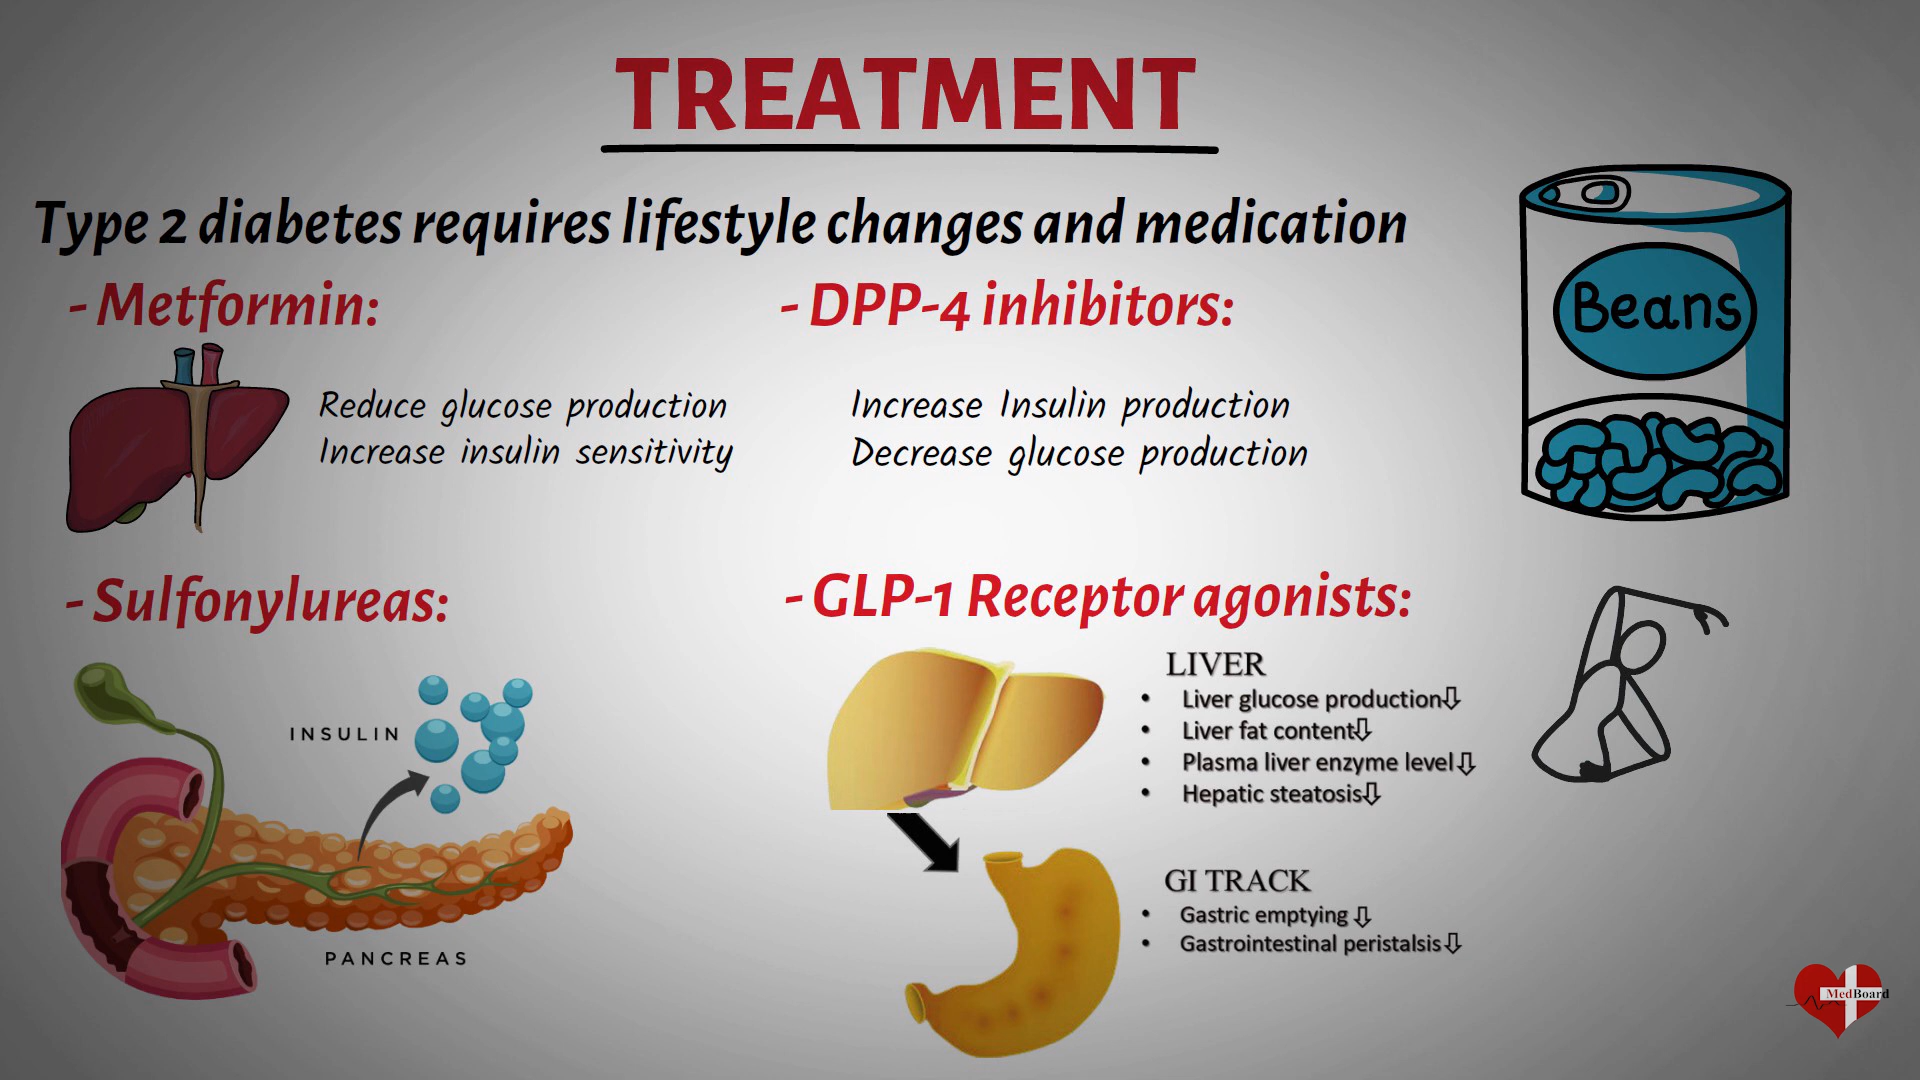 TREATMENT
Type 2 diabetes requires lifestyle changes and medication
- Metformin:
Reduce glucose production
Increase insulin sensitivity
- DPP-4 inhibitors:
Increase Insulin production
Decrease glucose production
Beans
- Sulfonylureas:
INSULIN
PANCREAS
- GLP-1 Receptor agonists:
LIVER
• Liver glucose production⇩
• Liver fat content⇩
• Plasma liver enzyme level⇩
• Hepatic steatosis⇩
GI TRACK
• Gastric emptying ⇩
• Gastrointestinal peristalsis⇩
MedBoard